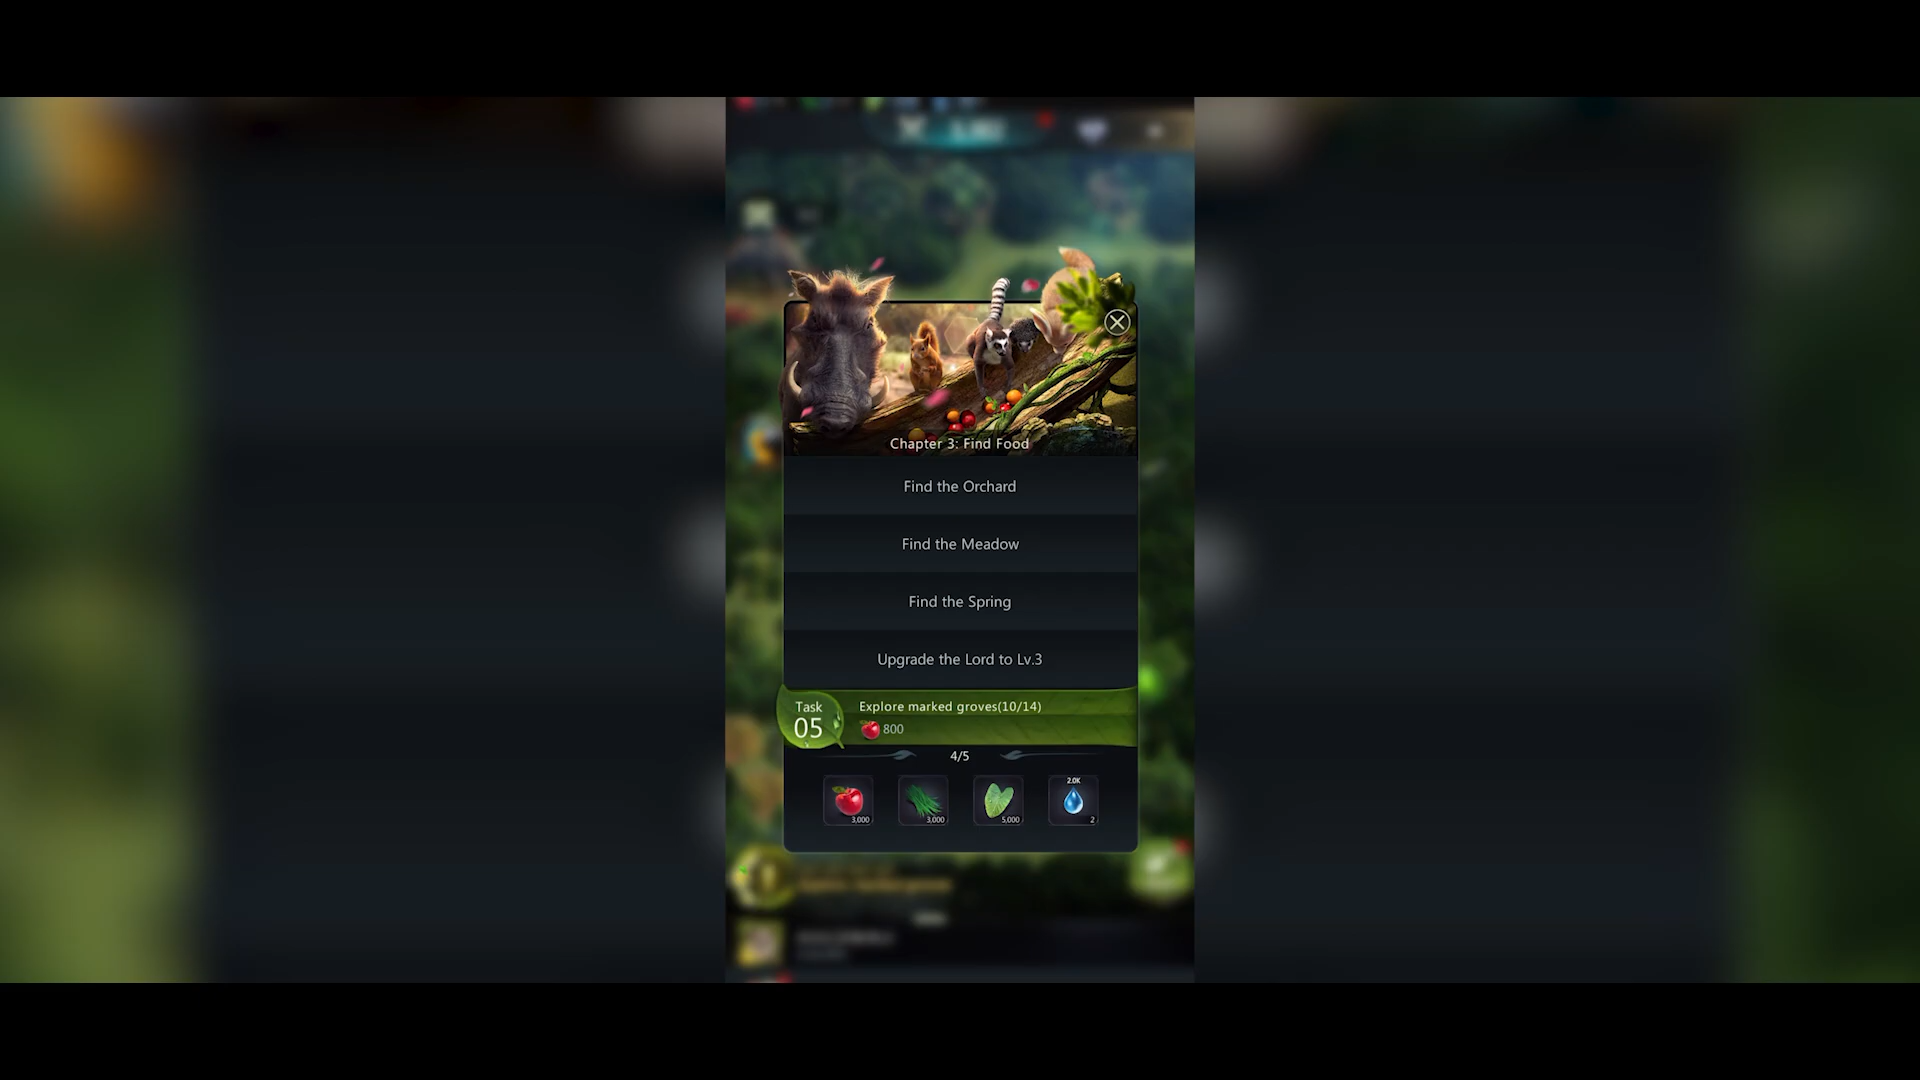 Chapter 3: Find Food
Find the Orchard
Find the Meadow
Find the Spring
Upgrade the Lord to Lv.3
Task
05
Explore marked groves(10/14)
800
4/5
2.0K
3,000
3,000
5,000
2